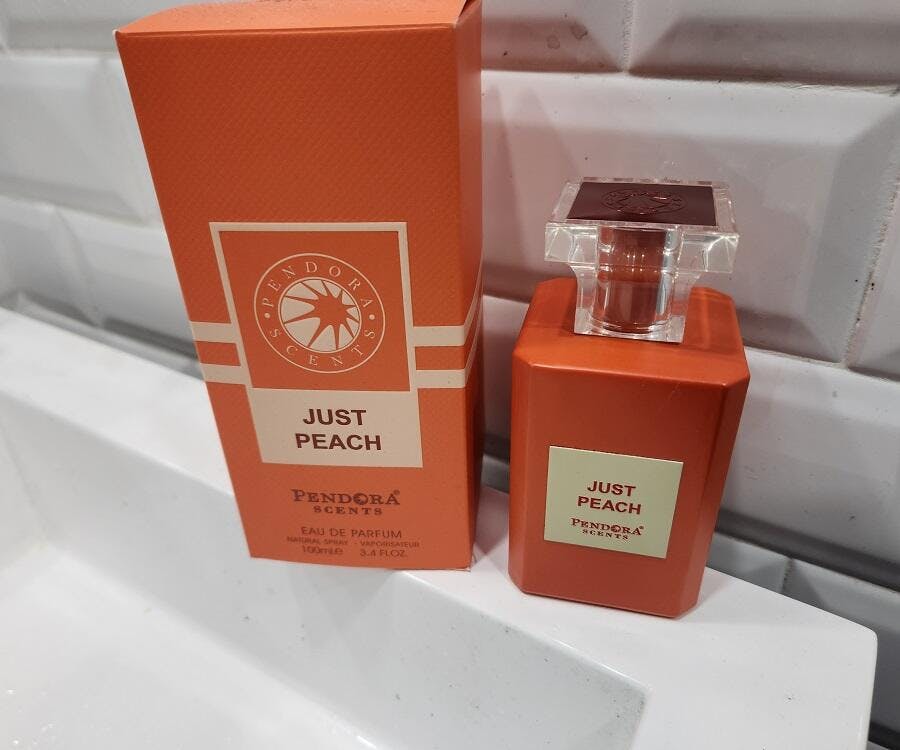 PENDORA SCENTS
JUST
PEACH
PENDORA®
SCENTS
EAU DE PARFUM
NATURAL SPRAY - VAPORISATEUR
100ml.e 3.4 FL.OZ.
JUST
PEACH
PENDORA®
SCENTS